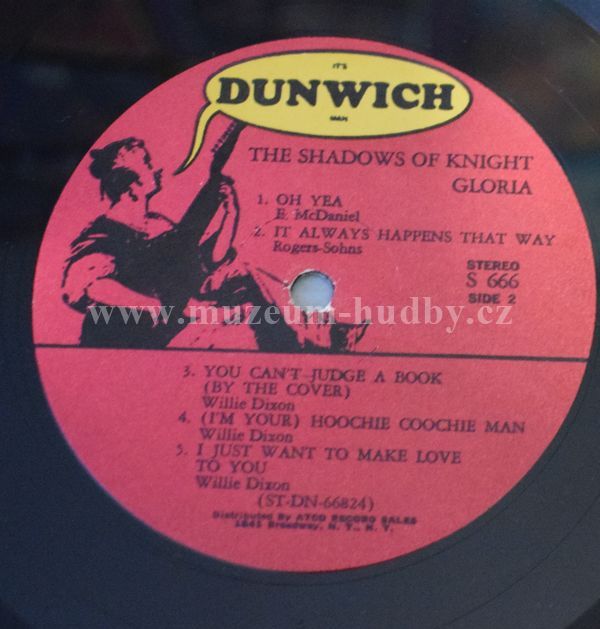 IT'S
DUNWICH
MAN
THE SHADOWS OF KNIGHT
GLORIA
1. OH YEA
E. McDaniel
2. IT ALWAYS HAPPENS THAT WAY
Rogers-Sohns
STEREO
S 666
SIDE 2
www.muzeum-hudby.cz
3. YOU CAN'T JUDGE A BOOK
(BY THE COVER)
Willie Dixon
4. (I'M YOUR) HOOCHIE COOCHIE MAN
Willie Dixon
5. I JUST WANT TO MAKE LOVE
TO YOU
Willie Dixon
(ST-DN-66824)
Distributed By ATCO RECORD SALES
1841 Broadway, N. Y., N. Y.